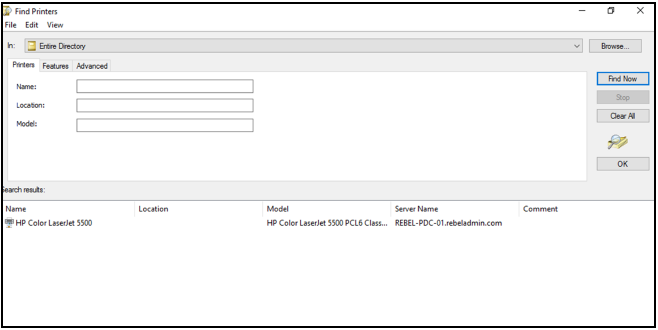 Find Printers
File Edit View
In: Entire Directory Browse...
Printers Features Advanced
Find Now
Name:
Stop
Location:
Clear All
Model:
OK
Search results:
Name Location Model Server Name Comment
HP Color LaserJet 5500 HP Color LaserJet 5500 PCL6 Class... REBEL-PDC-01.rebeladmin.com